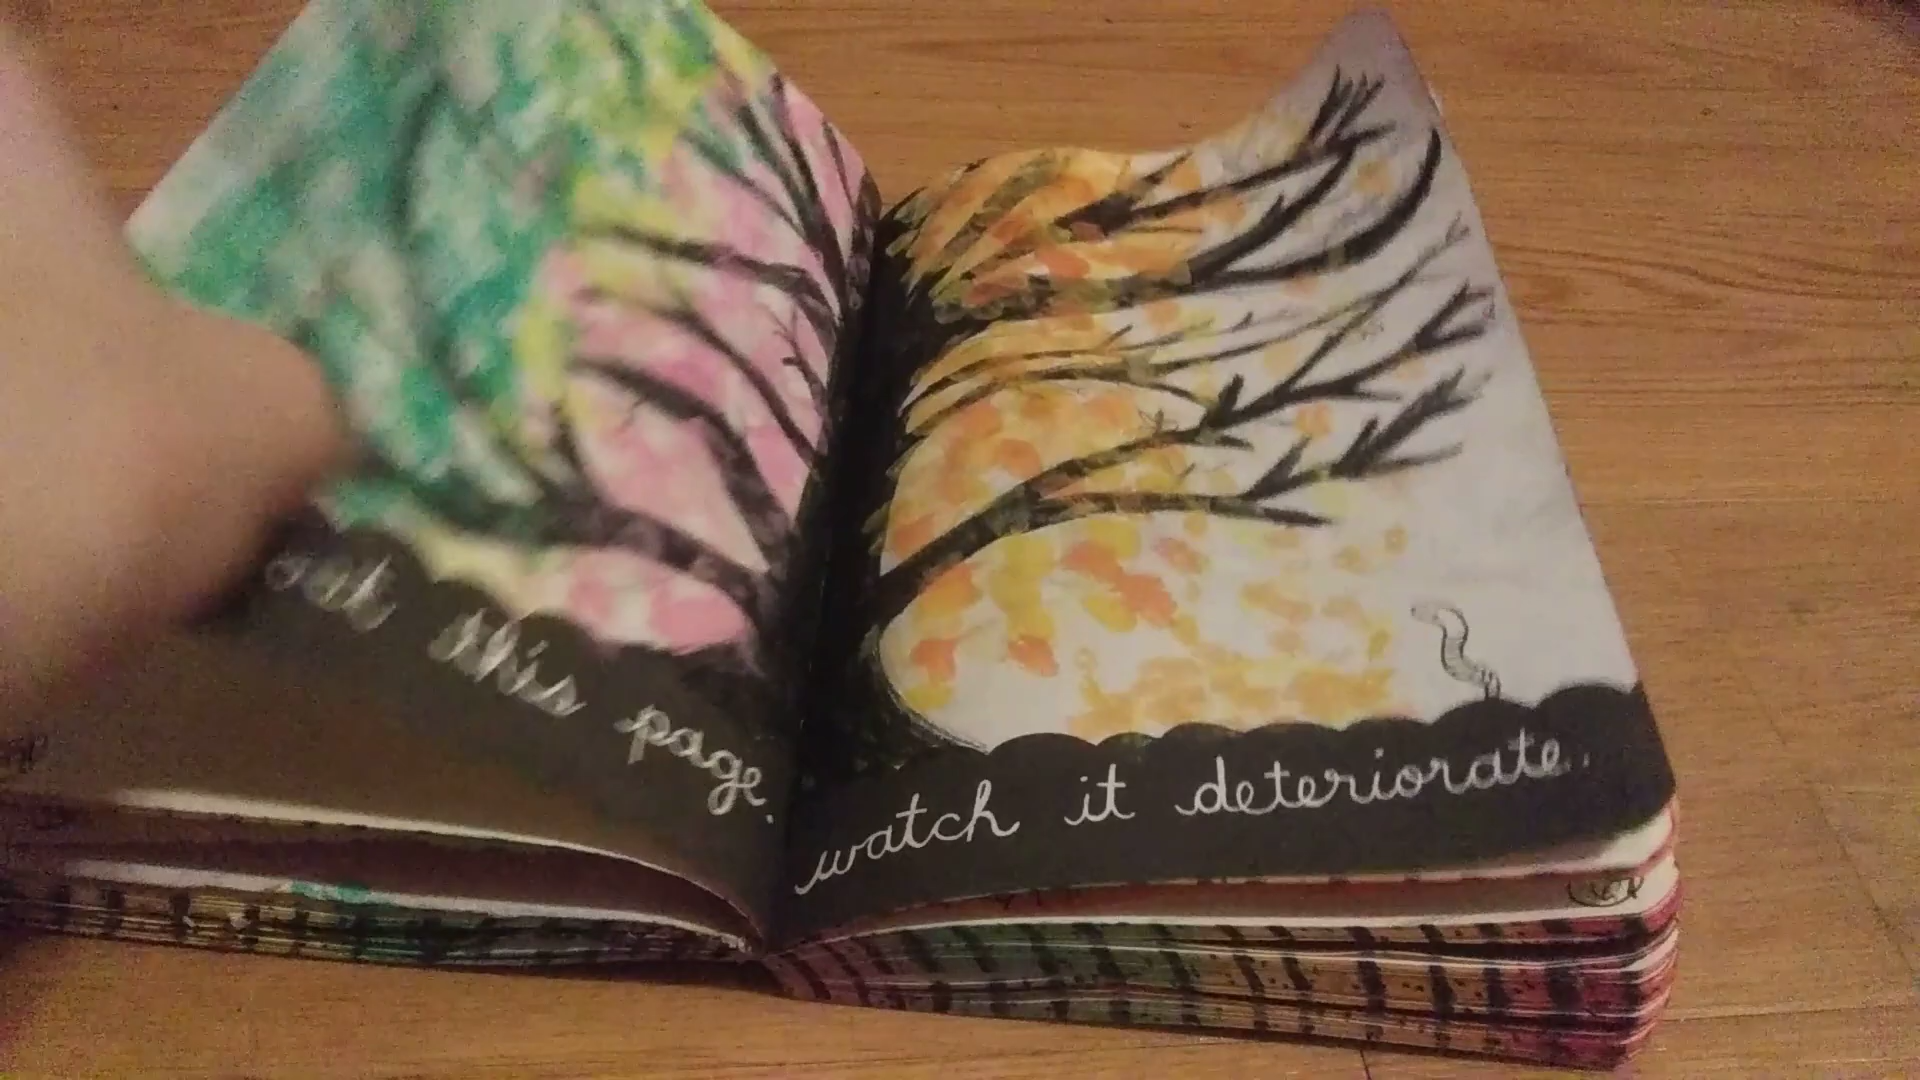 this page.
watch it deteriorate.